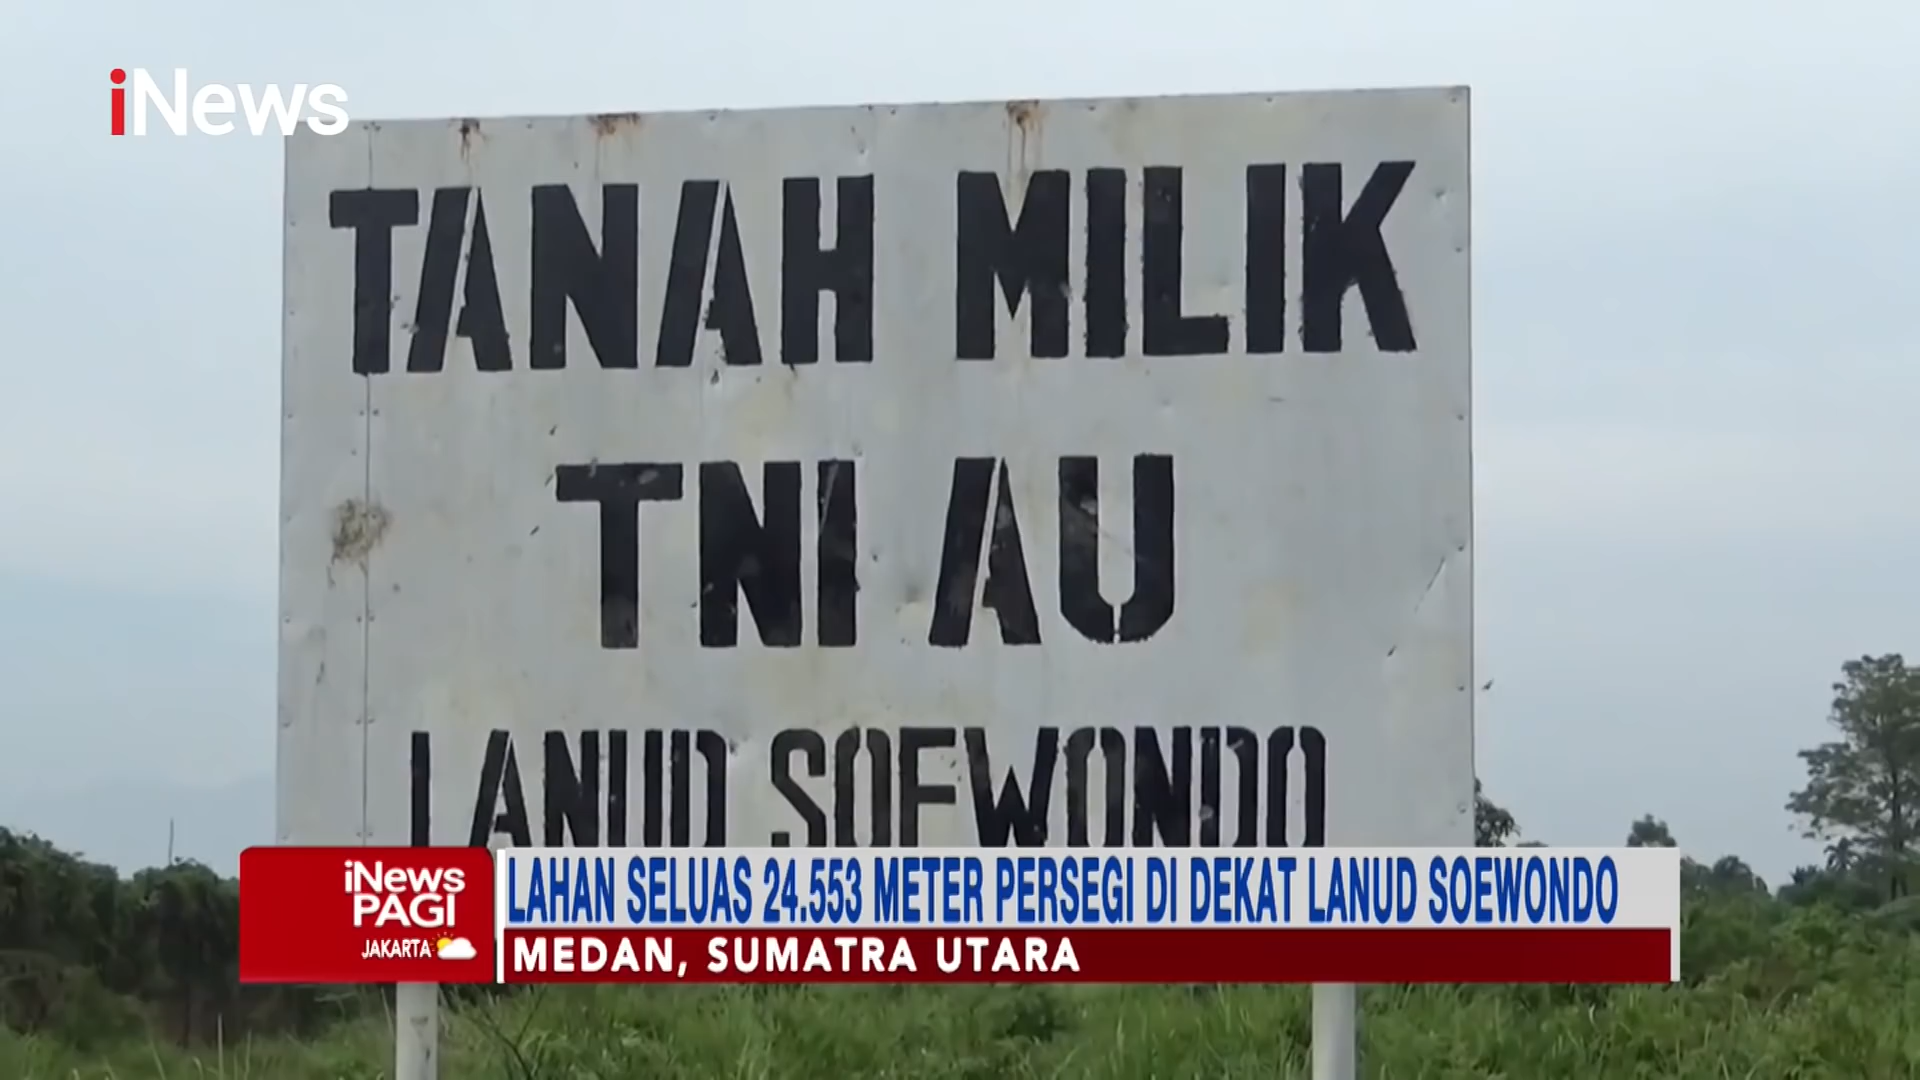 iNews
TANAH MILIK
TNI AU
LANUD SOEWONDO
iNews
PAGI
JAKARTA
LAHAN SELUAS 24.553 METER PERSEGI DI DEKAT LANUD SOEWONDO
MEDAN, SUMATRA UTARA